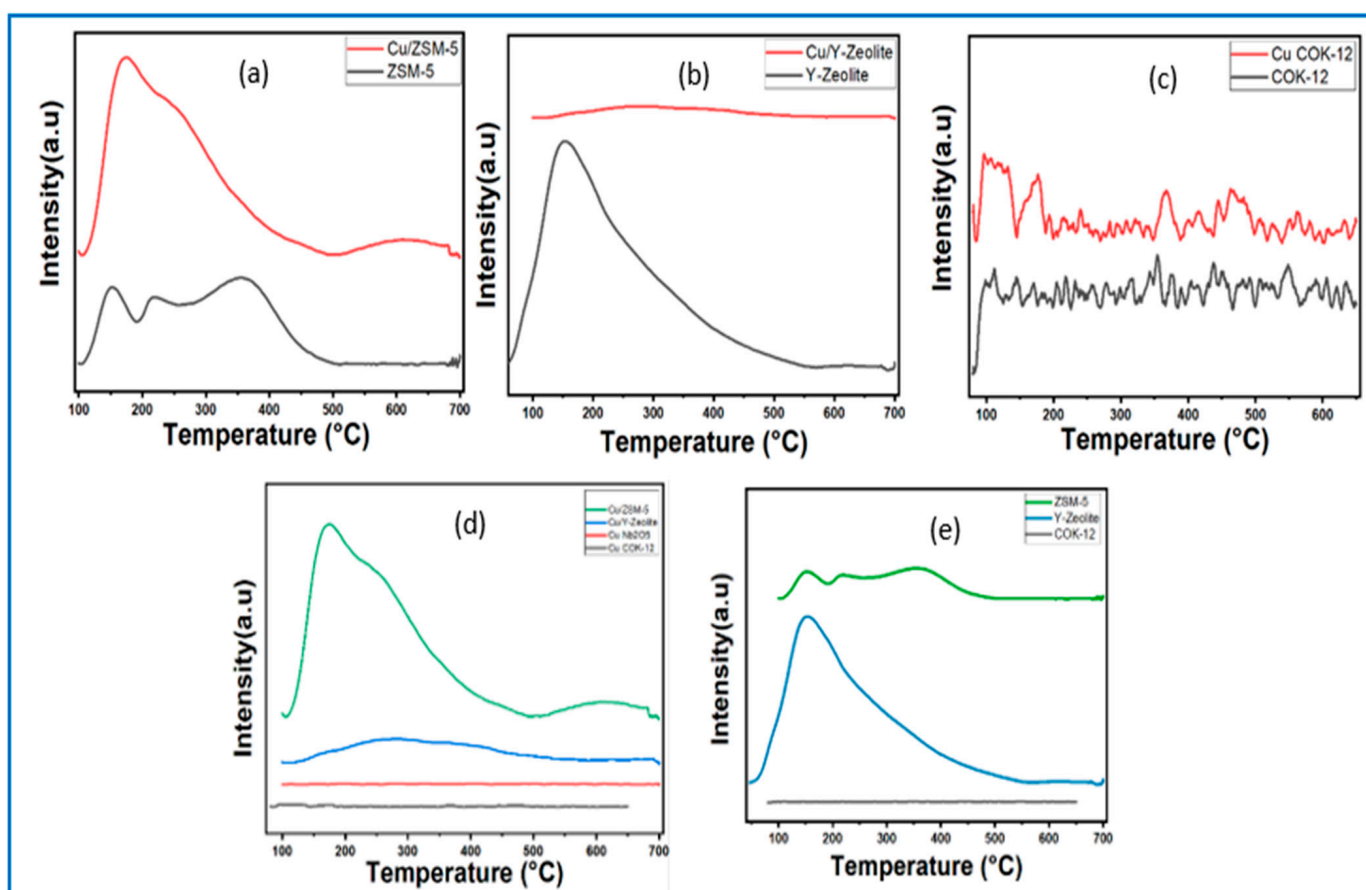 Cu/ZSM-5
ZSM-5
(a)
Intensity(a.u)
100 200 300 400 500 600 700
Temperature (°C)
Cu/Y-Zeolite
Y-Zeolite
(b)
Intensity(a.u)
100 200 300 400 500 600 700
Temperature (°C)
Cu COK-12
COK-12
(c)
Intensity(a.u)
100 200 300 400 500 600
Temperature (°C)
Cu/ZSM-5
Cu/Y-Zeolite
Cu Nb2O5
Cu COK-12
(d)
Intensity(a.u)
100 200 300 400 500 600 700
Temperature (°C)
ZSM-5
Y-Zeolite
COK-12
(e)
Intensity(a.u)
100 200 300 400 500 600 700
Temperature (°C)